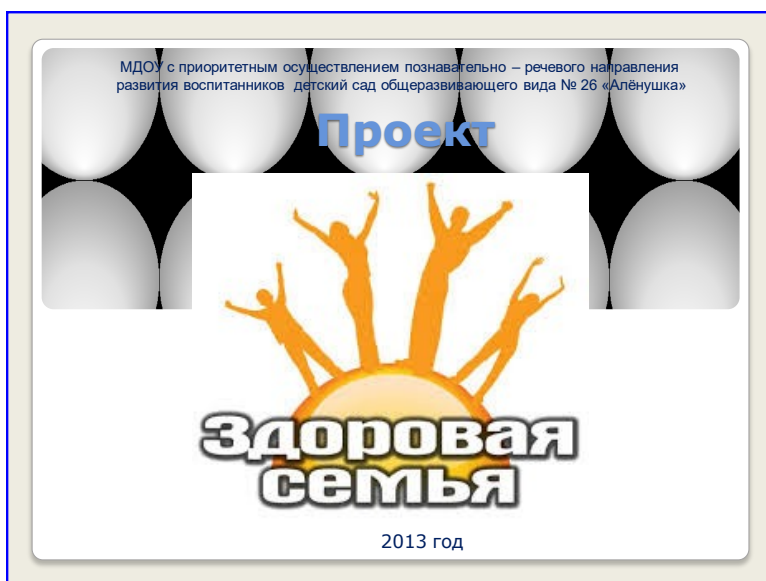 МДОУ с приоритетным осуществлением познавательно – речевого направления
развития воспитанников детский сад общеразвивающего вида № 26 «Алёнушка»
Проект
Здоровая
семья
2013 год